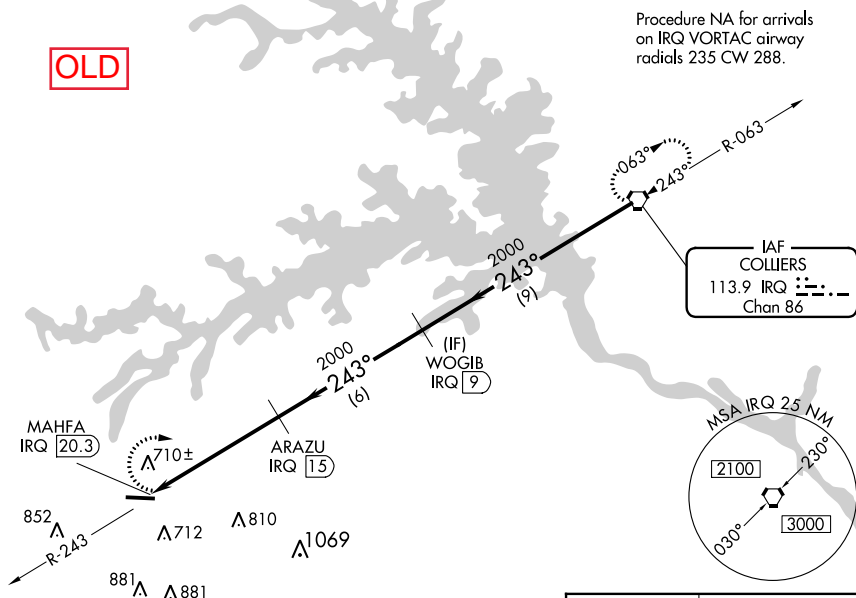 OLD
Procedure NA for arrivals
on IRQ VORTAC airway
radials 235 CW 288.
063°
243°
R-063
IAF
COLLIERS
113.9 IRQ
Chan 86
2000
243°
(9)
(IF)
WOGIB
IRQ 9
2000
243°
(6)
ARAZU
IRQ 15
MAHFA
IRQ 20.3
710±
852
R-243
712
810
1069
881
881
MSA IRQ 25 NM
2100
230°
3000
030°